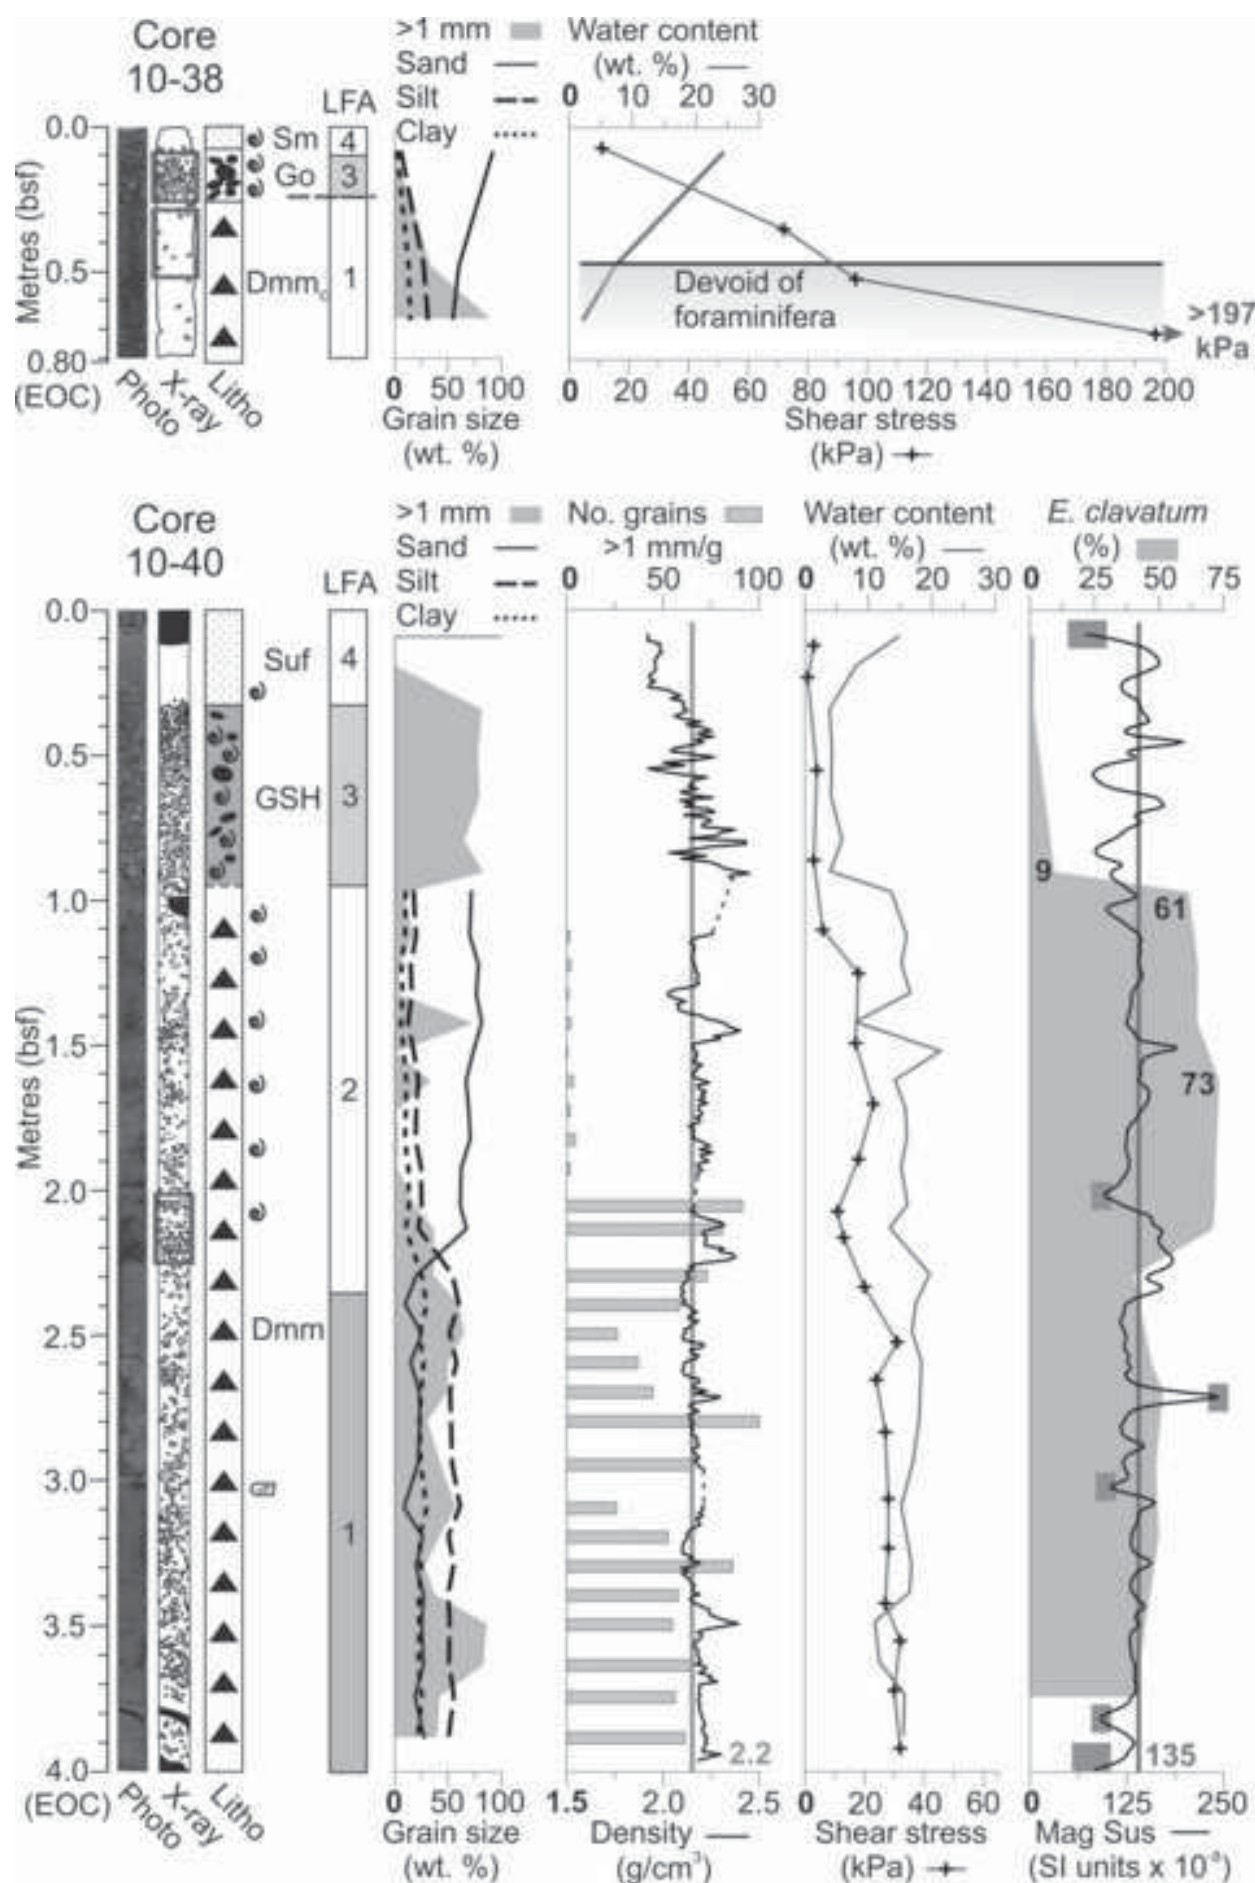 Core
10-38
LFA
>1 mm
Sand
Silt
Clay
Water content
(wt. %)
0 10 20 30
0.0
0.5
0.80
(EOC)
Metres (bsf)
Sm
Go
Dmm
4
3
1
Devoid of
foraminifera
>197
kPa
Photo
X-ray
Litho
0 50 100
Grain size
(wt. %)
0 20 40 60 80 100 120 140 160 180 200
Shear stress
(kPa)
Core
10-40
LFA
>1 mm
Sand
Silt
Clay
No. grains
>1 mm/g
0 50 100
Water content
(wt. %)
0 10 20 30
E. clavatum
(%)
0 25 50 75
0.0
0.5
1.0
1.5
2.0
2.5
3.0
3.5
4.0
(EOC)
Metres (bsf)
Suf
GSH
Dmm
4
3
2
1
9
61
73
2.2
135
Photo
X-ray
Litho
0 50 100
Grain size
(wt. %)
1.5 2.0 2.5
Density
(g/cm³)
0 20 40 60
Shear stress
(kPa)
0 125 250
Mag Sus